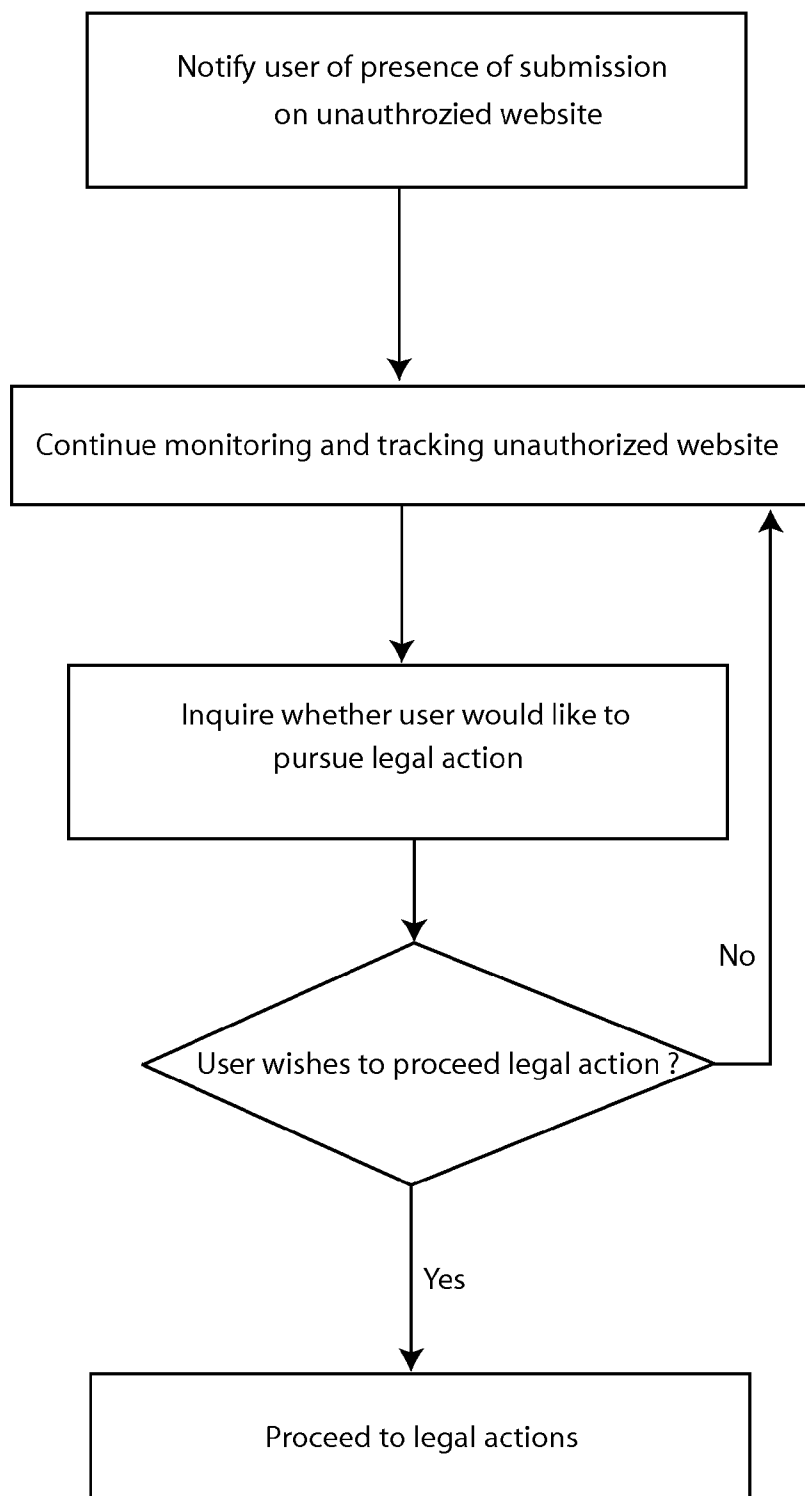 Notify user of presence of submission
on unauthrozied website
Continue monitoring and tracking unauthorized website
Inquire whether user would like to
pursue legal action
No
User wishes to proceed legal action ?
Yes
Proceed to legal actions